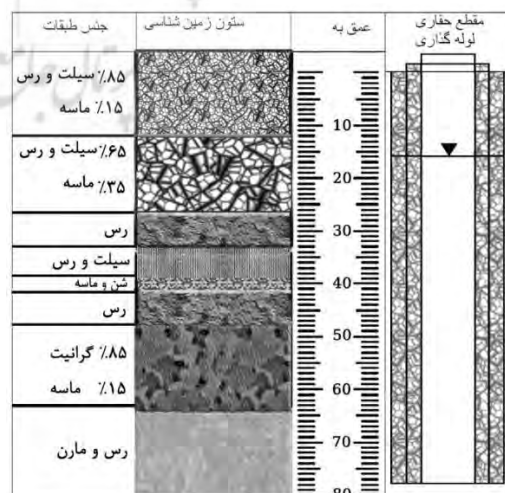 مقطع حفاری
لوله گذاری
عمق به
ستون زمین شناسی
جنس طبقات
٪۸۵ سیلت و رس
٪۱۵ ماسه
٪۶۵ سیلت و رس
٪۳۵ ماسه
رس
سیلت و رس
شن و ماسه
رس
٪۸۵ گرانیت
٪۱۵ ماسه
رس و مارن
10
20
30
40
50
60
70
80